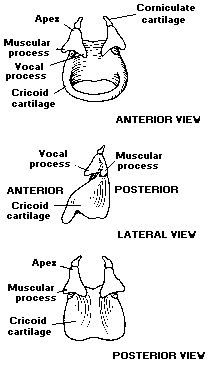 Apex
Corniculate
cartilage
Muscular
process
Vocal
process
Cricoid
cartilage
ANTERIOR VIEW
Vocal
process
Muscular
process
ANTERIOR
POSTERIOR
Cricoid
cartilage
LATERAL VIEW
Apex
Muscular
process
Cricoid
cartilage
POSTERIOR VIEW